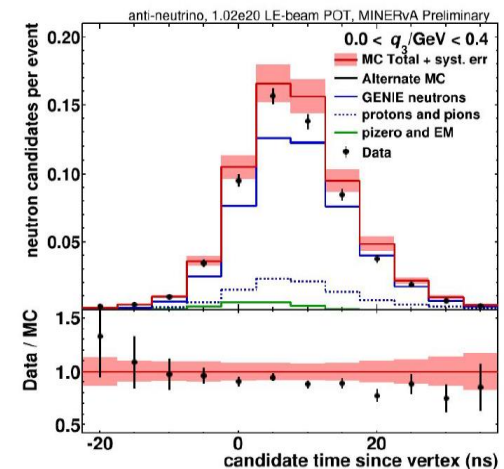 anti-neutrino, 1.02e20 LE-beam POT, MINERvA Preliminary
0.20
0.0 < q3/GeV < 0.4
MC Total + syst. err
Alternate MC
0.15
GENIE neutrons
protons and pions
pizero and EM
0.10
Data
neutron candidates per event
0.05
1.5
Data / MC
1.0
0.5
-20 0 20
candidate time since vertex (ns)